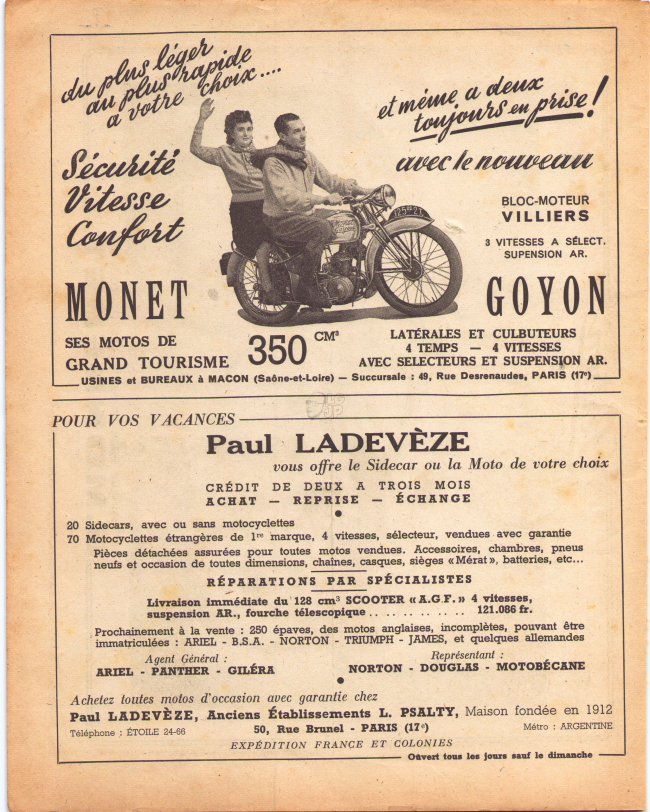 du plus léger
au plus rapide
a votre choix....
et même a deux
toujours en prise!
Sécurité
Vitesse
Confort
avec le nouveau
BLOC-MOTEUR
VILLIERS
3 VITESSES A SÉLECT.
SUPENSION AR.
MONET GOYON
SES MOTOS DE
GRAND TOURISME
350 CM³
LATÉRALES ET CULBUTEURS
4 TEMPS — 4 VITESSES
AVEC SELECTEURS ET SUSPENSION AR.
USINES et BUREAUX à MACON (Saône-et-Loire) — Succursale : 49, Rue Desrenaudes, PARIS (17e)
POUR VOS VACANCES
Paul LADEVÈZE
vous offre le Sidecar ou la Moto de votre choix
CRÉDIT DE DEUX A TROIS MOIS
ACHAT — REPRISE — ÉCHANGE
20 Sidecars, avec ou sans motocyclettes
70 Motocyclettes étrangères de 1re marque, 4 vitesses, sélecteur, vendues avec garantie
Pièces détachées assurées pour toutes motos vendues. Accessoires, chambres, pneus
neufs et occasion de toutes dimensions, chaînes, casques, sièges «Mérat», batteries, etc...
RÉPARATIONS PAR SPÉCIALISTES
Livraison immédiate du 128 cm³ SCOOTER «A.G.F.» 4 vitesses,
suspension AR., fourche télescopique .. .. .. .. .. .. .. 121.086 fr.
Prochainement à la vente : 250 épaves, des motos anglaises, incomplètes, pouvant être
immatriculées : ARIEL - B.S.A. - NORTON - TRIUMPH - JAMES, et quelques allemandes
Agent Général :
ARIEL - PANTHER - GILÉRA
Représentant :
NORTON - DOUGLAS - MOTOBÉCANE
Achetez toutes motos d'occasion avec garantie chez
Paul LADEVÈZE, Anciens Établissements L. PSALTY, Maison fondée en 1912
Téléphone : ÉTOILE 24-66 50, Rue Brunel - PARIS (17e) Métro : ARGENTINE
EXPÉDITION FRANCE ET COLONIES
Ouvert tous les jours sauf le dimanche